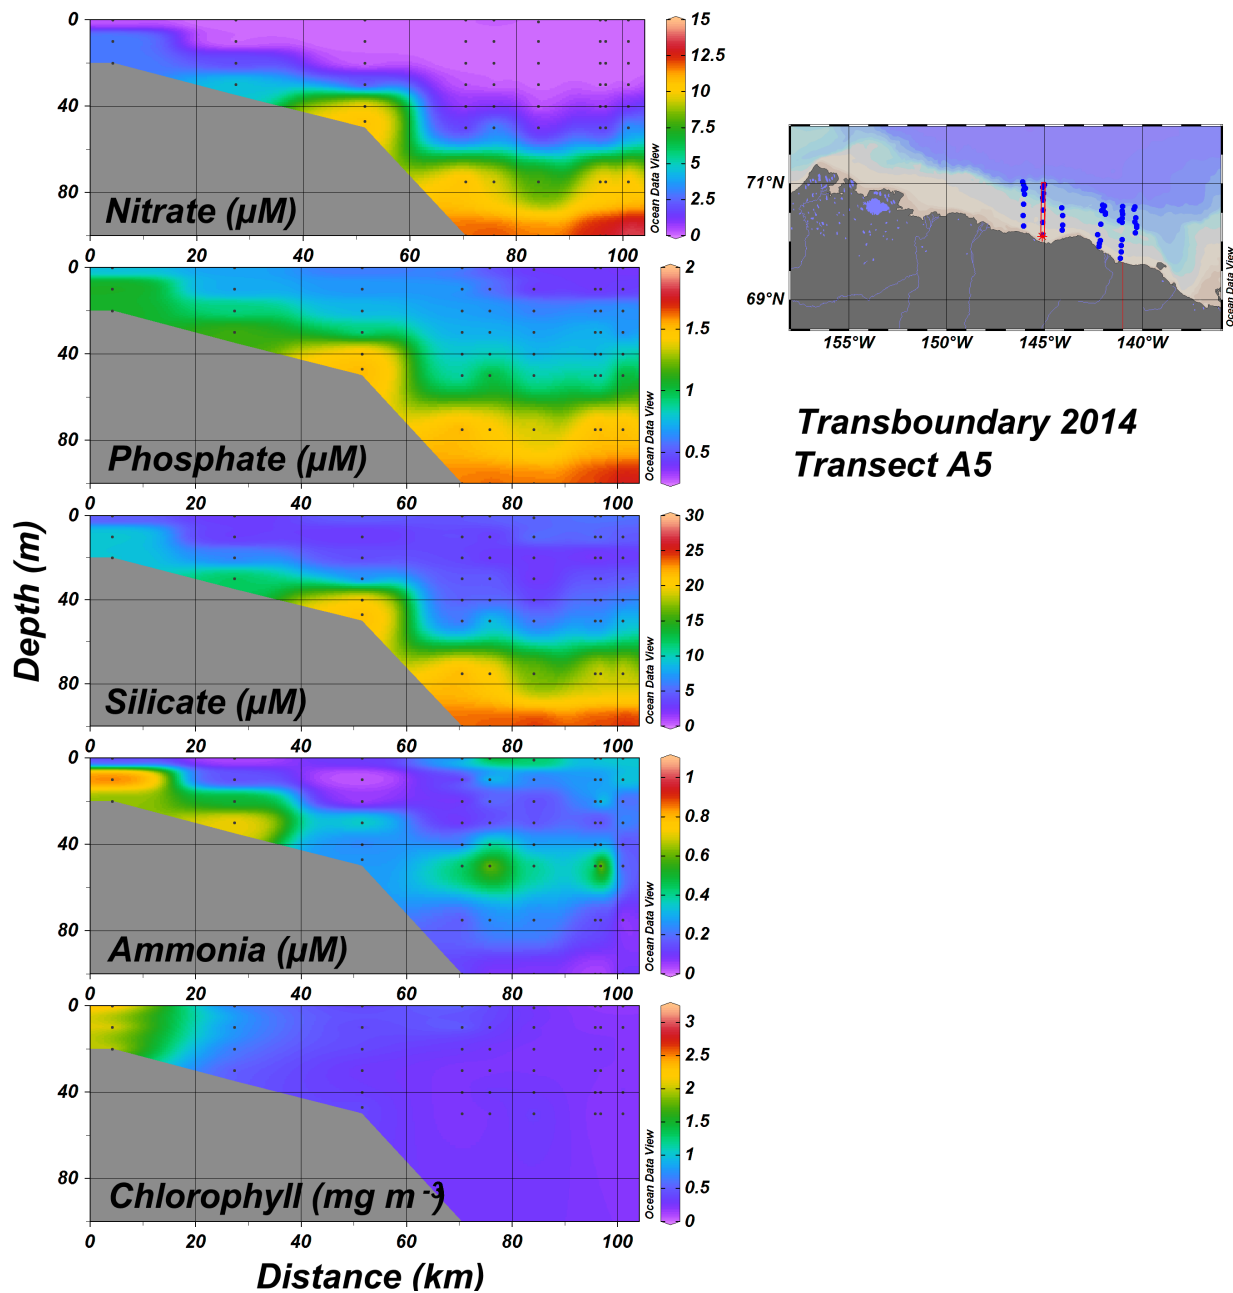 0
40
80
Nitrate (µM)
0 20 40 60 80 100
Ocean Data View
15
12.5
10
7.5
5
2.5
0
0
40
80
Phosphate (µM)
0 20 40 60 80 100
Ocean Data View
2
1.5
1
0.5
0
40
80
Silicate (µM)
0 20 40 60 80 100
Ocean Data View
30
25
20
15
10
5
0
0
40
80
Ammonia (µM)
0 20 40 60 80 100
Ocean Data View
1
0.8
0.6
0.4
0.2
0
0
40
80
Chlorophyll (mg m -3)
0 20 40 60 80 100
Ocean Data View
3
2.5
2
1.5
1
0.5
0
Depth (m)
Distance (km)
71°N
69°N
155°W 150°W 145°W 140°W
Ocean Data View
Transboundary 2014
Transect A5